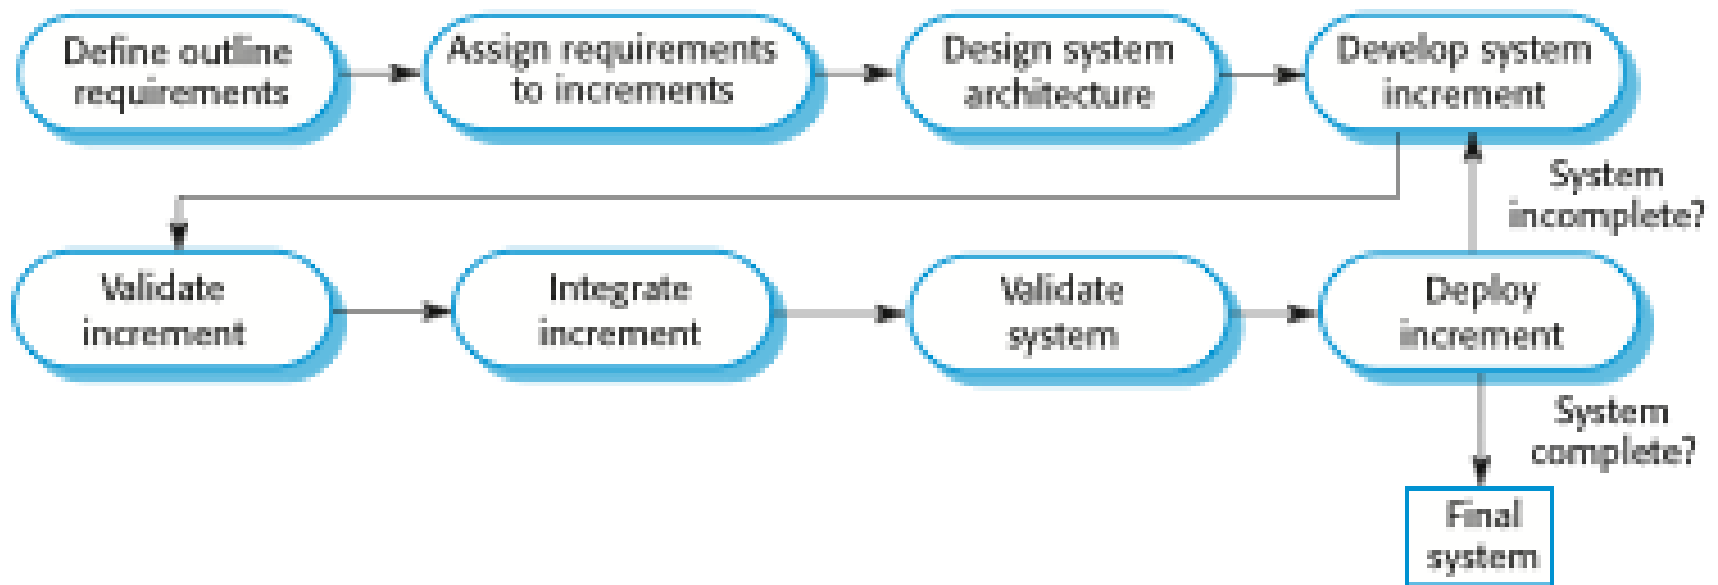 Define outline
requirements
Assign requirements
to increments
Design system
architecture
Develop system
increment
System
incomplete?
Validate
increment
Integrate
increment
Validate
system
Deploy
increment
System
complete?
Final
system